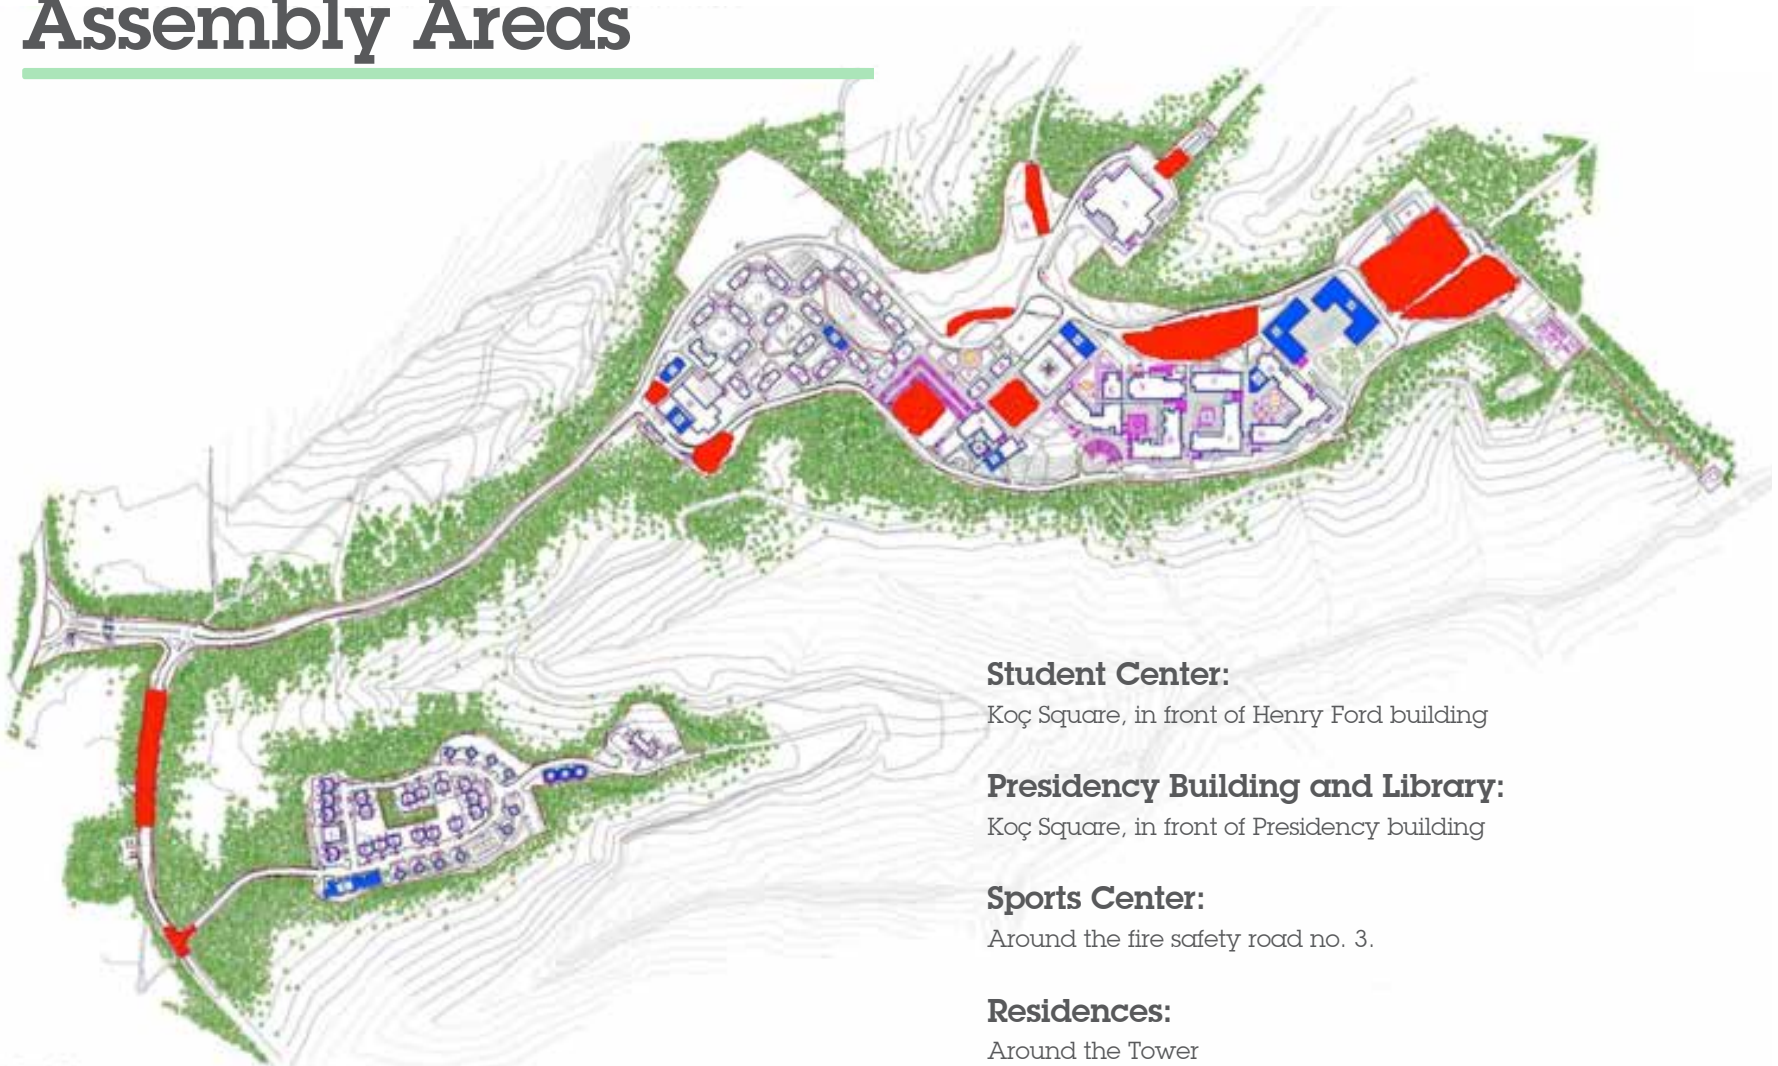 Assembly Areas
Student Center:
Koç Square, in front of Henry Ford building
Presidency Building and Library:
Koç Square, in front of Presidency building
Sports Center:
Around the fire safety road no. 3.
Residences:
Around the Tower